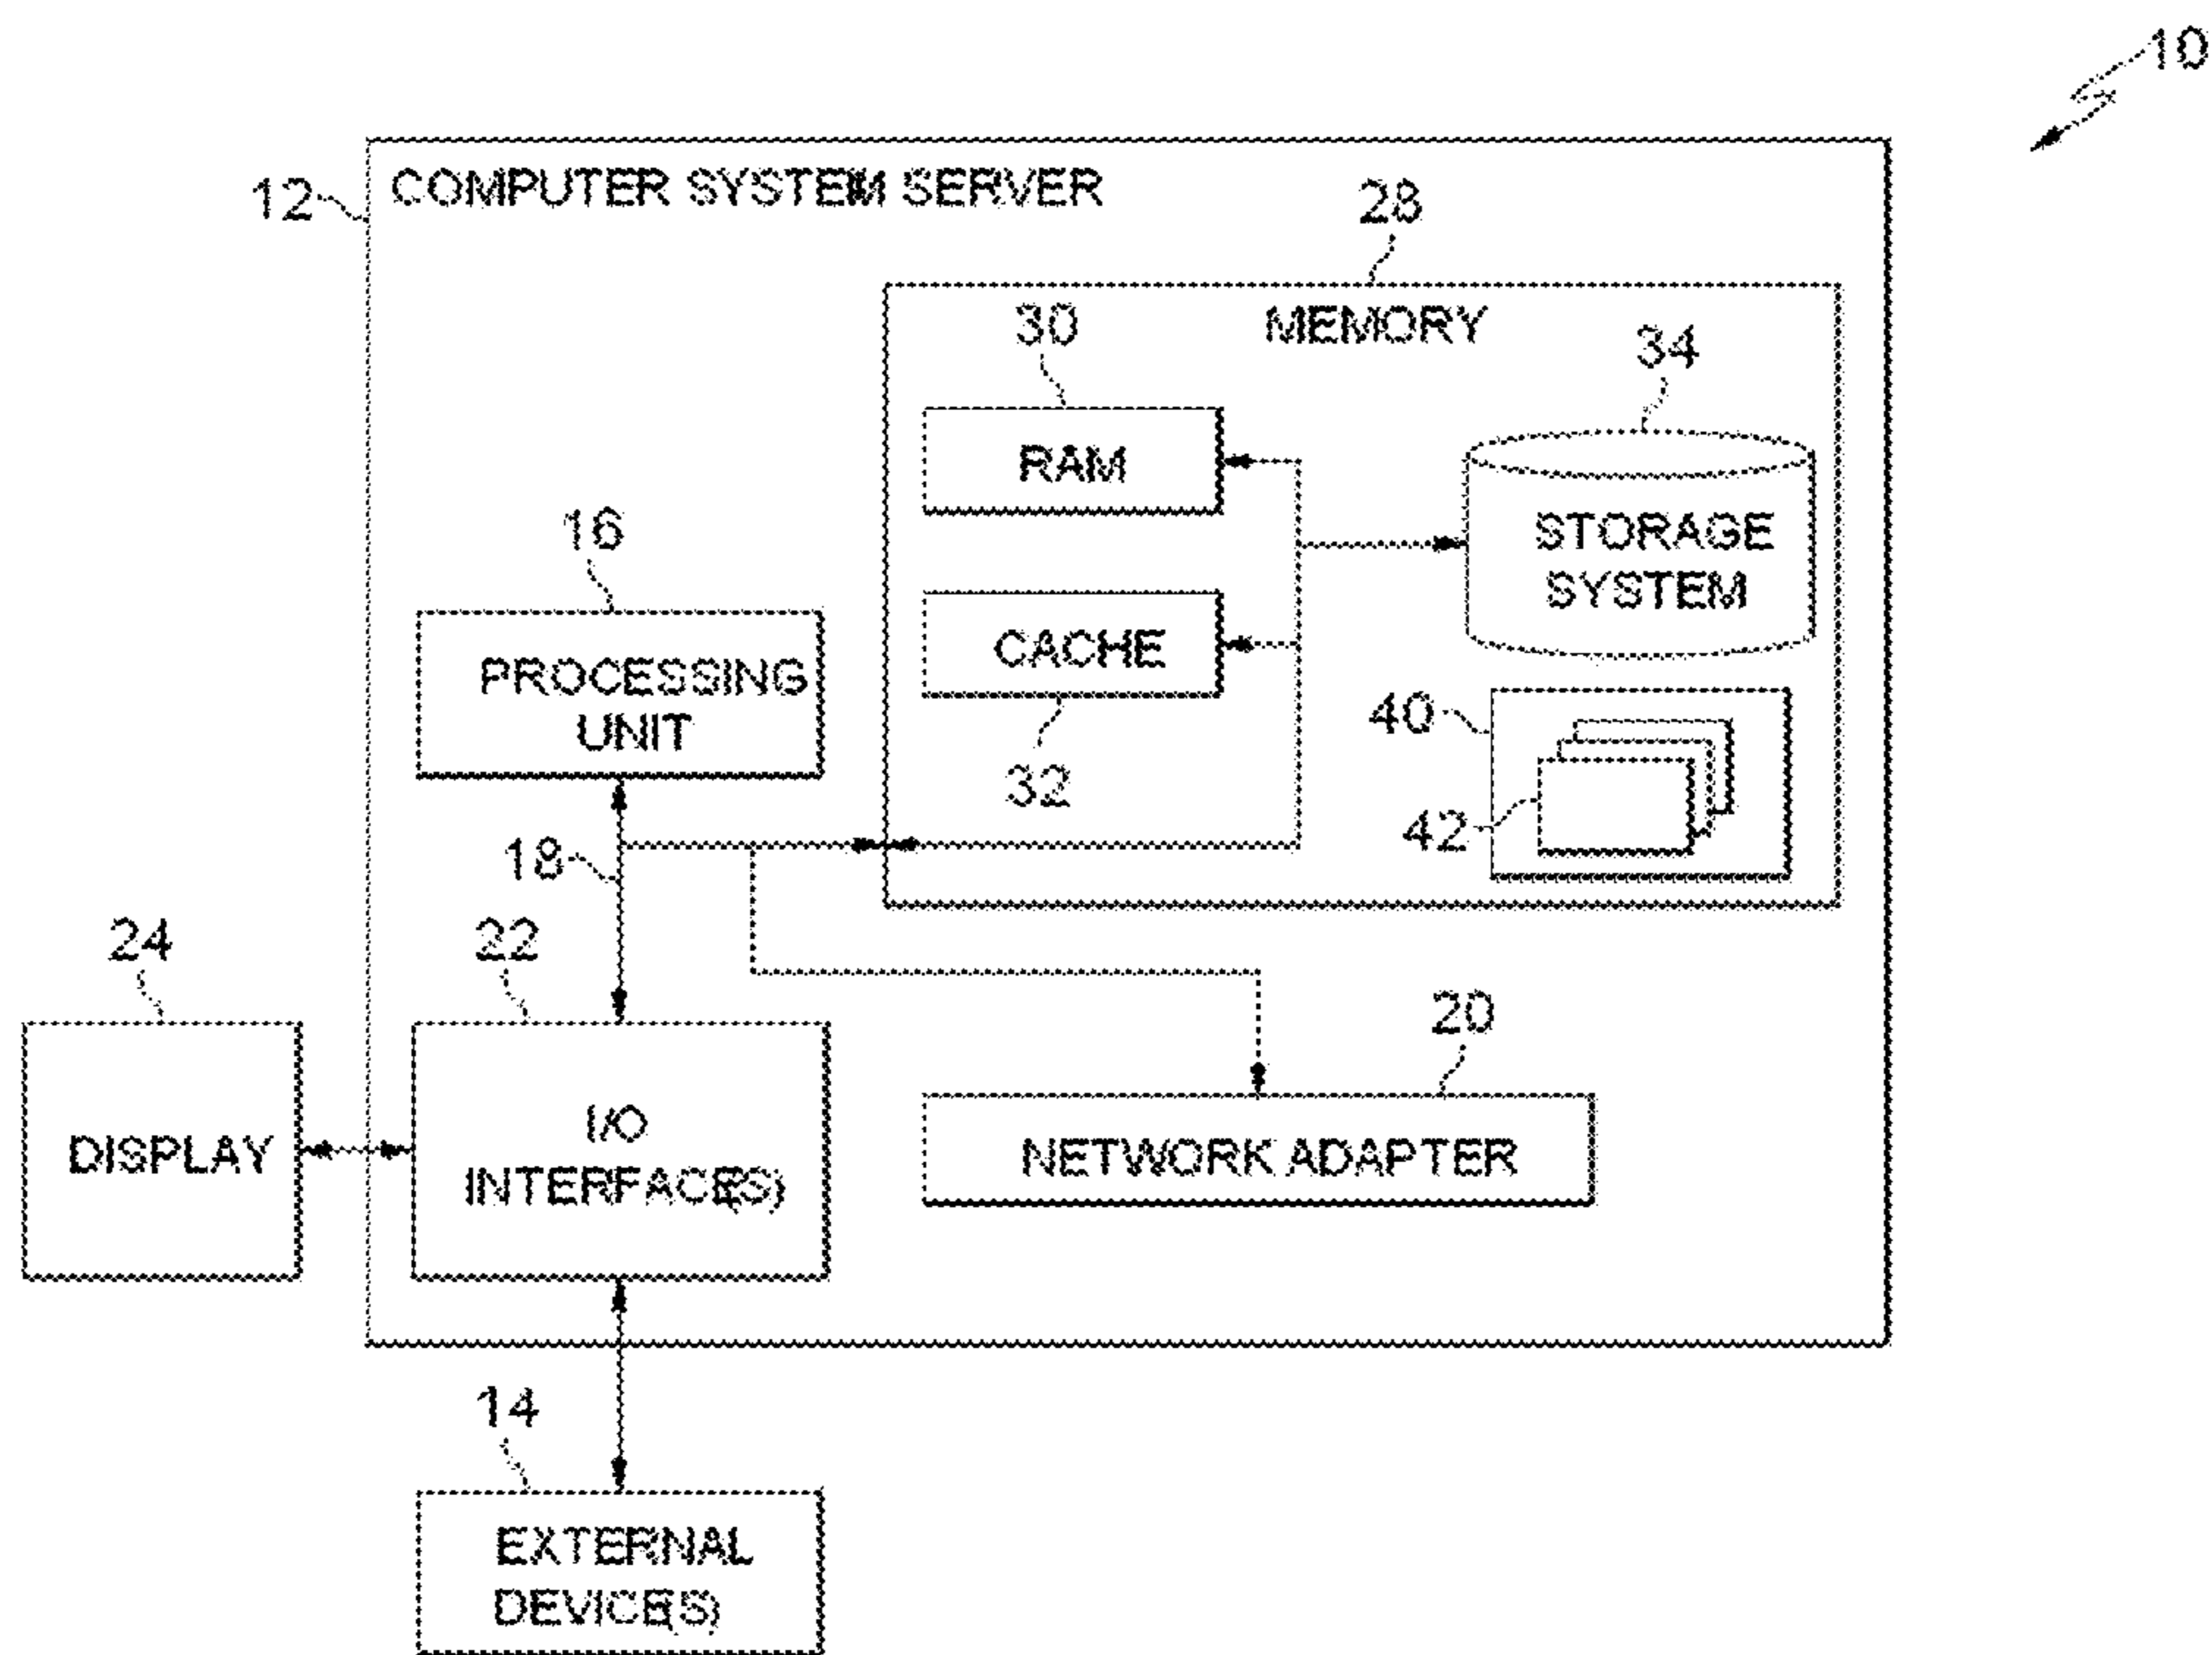 10
12
COMPUTER SYSTEM SERVER
28
MEMORY
30
34
RAM
STORAGE
SYSTEM
16
PROCESSING
UNIT
CACHE
32
40
42
18
24
22
20
DISPLAY
I/O
INTERFACE(S)
NETWORK ADAPTER
14
EXTERNAL
DEVICE(S)